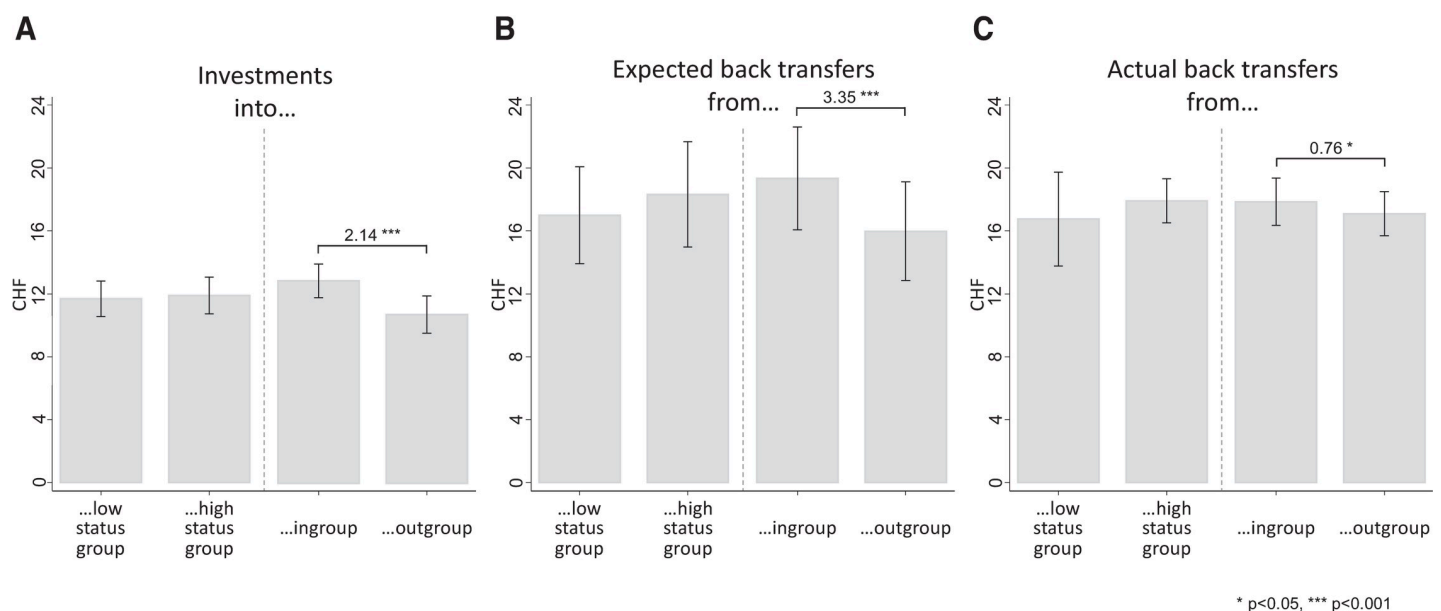 A
Investments
into...
CHF
24
20
16
12
8
4
0
2.14 ***
...low
status
group
...high
status
group
...ingroup
...outgroup
B
Expected back transfers
from...
CHF
24
20
16
12
8
4
0
3.35 ***
...low
status
group
...high
status
group
...ingroup
...outgroup
C
Actual back transfers
from...
CHF
24
20
16
12
8
4
0
0.76 *
...low
status
group
...high
status
group
...ingroup
...outgroup
* p<0.05, *** p<0.001